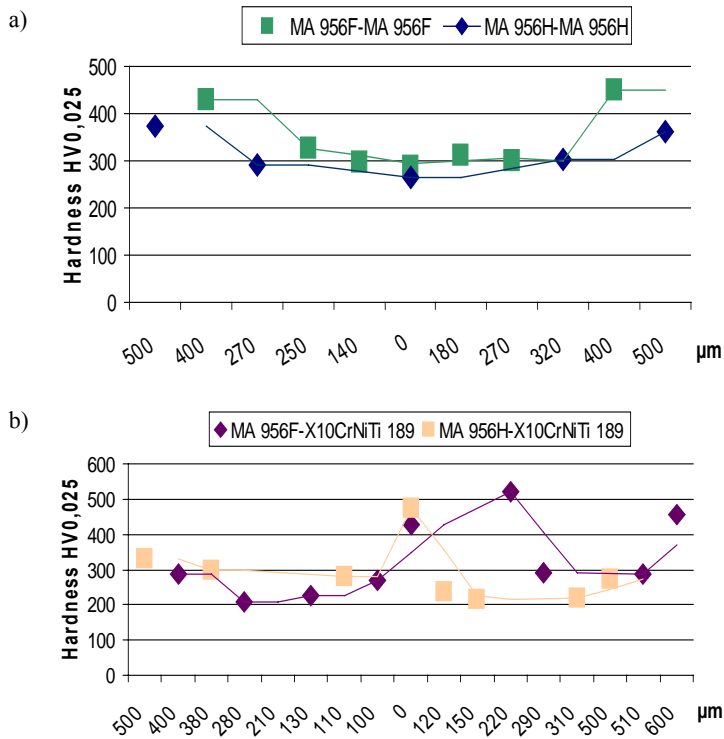 a)
MA 956F-MA 956F MA 956H-MA 956H
Hardness HV0,025
500
400
300
200
100
0
500 400 270 250 140 0 180 270 320 400 500 µm
b)
MA 956F-X10CrNiTi 189 MA 956H-X10CrNiTi 189
Hardness HV0,025
600
500
400
300
200
100
0
500 400 380 280 210 130 110 100 0 120 150 220 290 310 500 510 600 µm